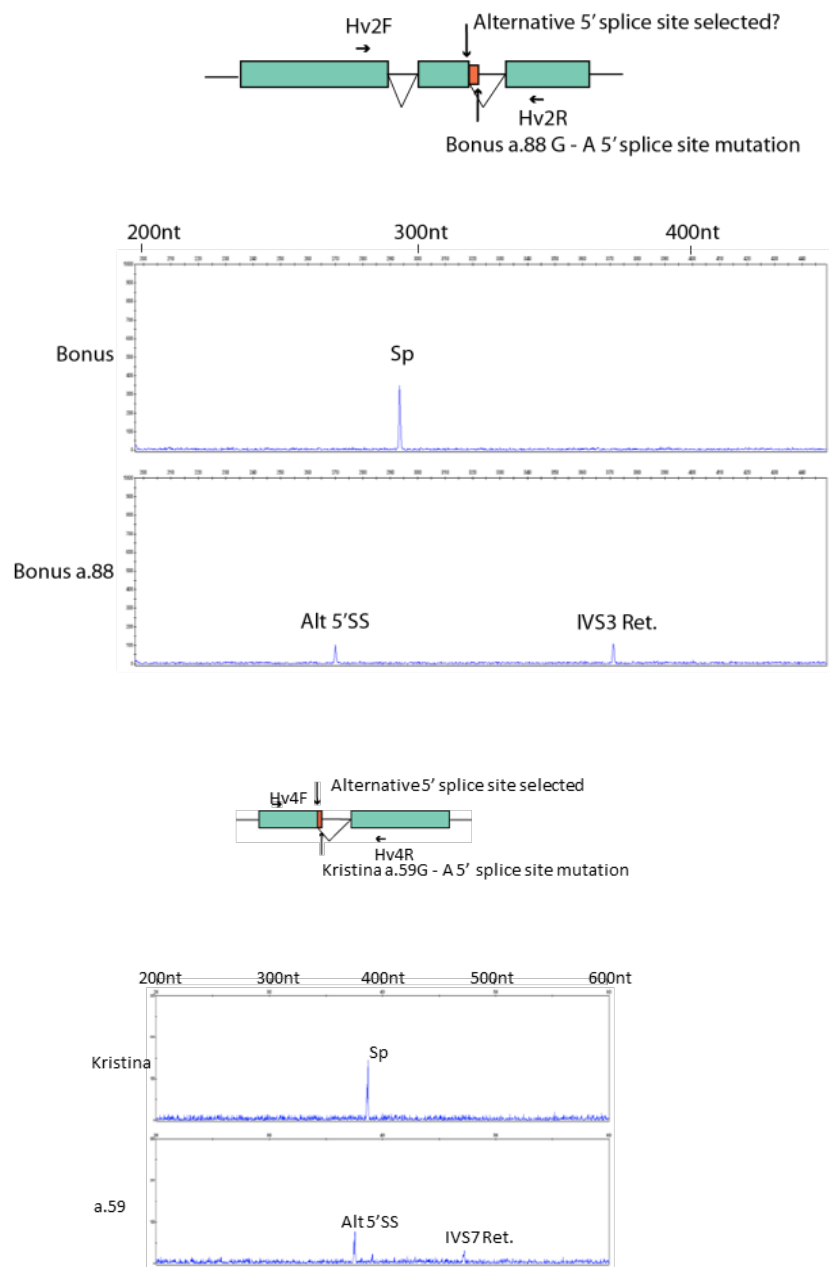 Hv2F
Alternative 5' splice site selected?
Hv2R
Bonus a.88 G - A 5' splice site mutation
200nt 300nt 400nt
Bonus
Sp
Bonus a.88
Alt 5'SS
IVS3 Ret.
Alternative 5' splice site selected
Hv4F
Hv4R
Kristina a.59G - A 5' splice site mutation
200nt 300nt 400nt 500nt 600nt
Kristina
Sp
a.59
Alt 5'SS
IVS7 Ret.